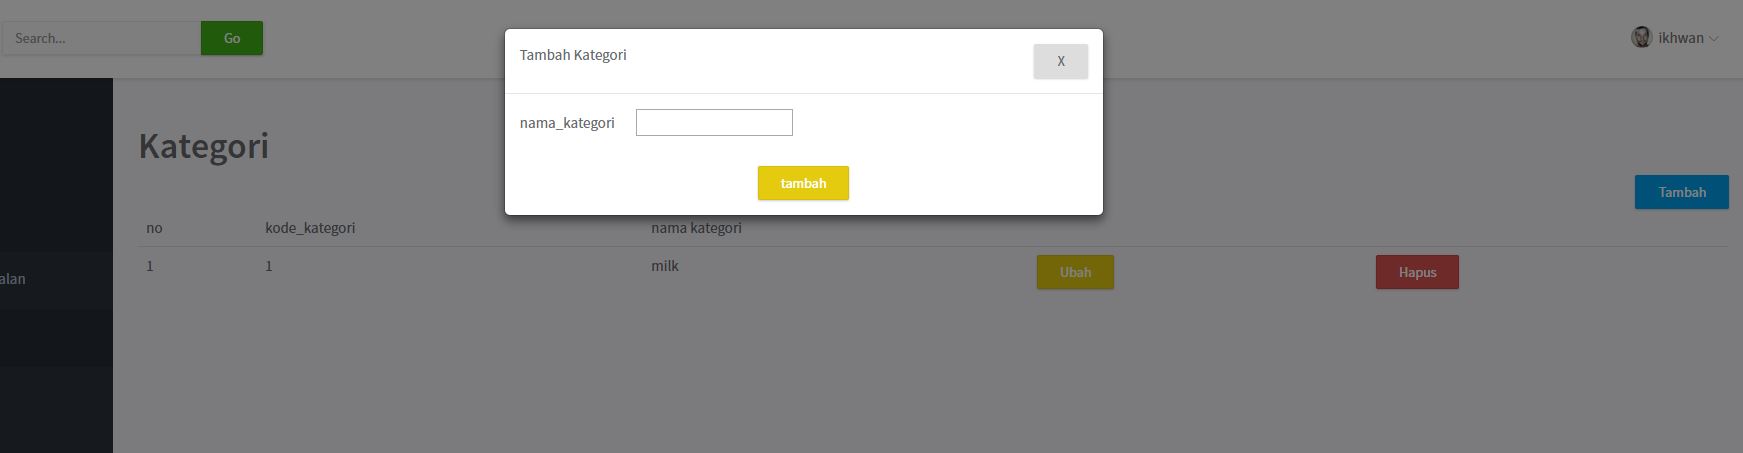 Search...
Go
ikhwan
Tambah Kategori
X
nama_kategori
tambah
Kategori
Tambah
no kode_kategori nama kategori
1 1 milk Ubah Hapus
alan